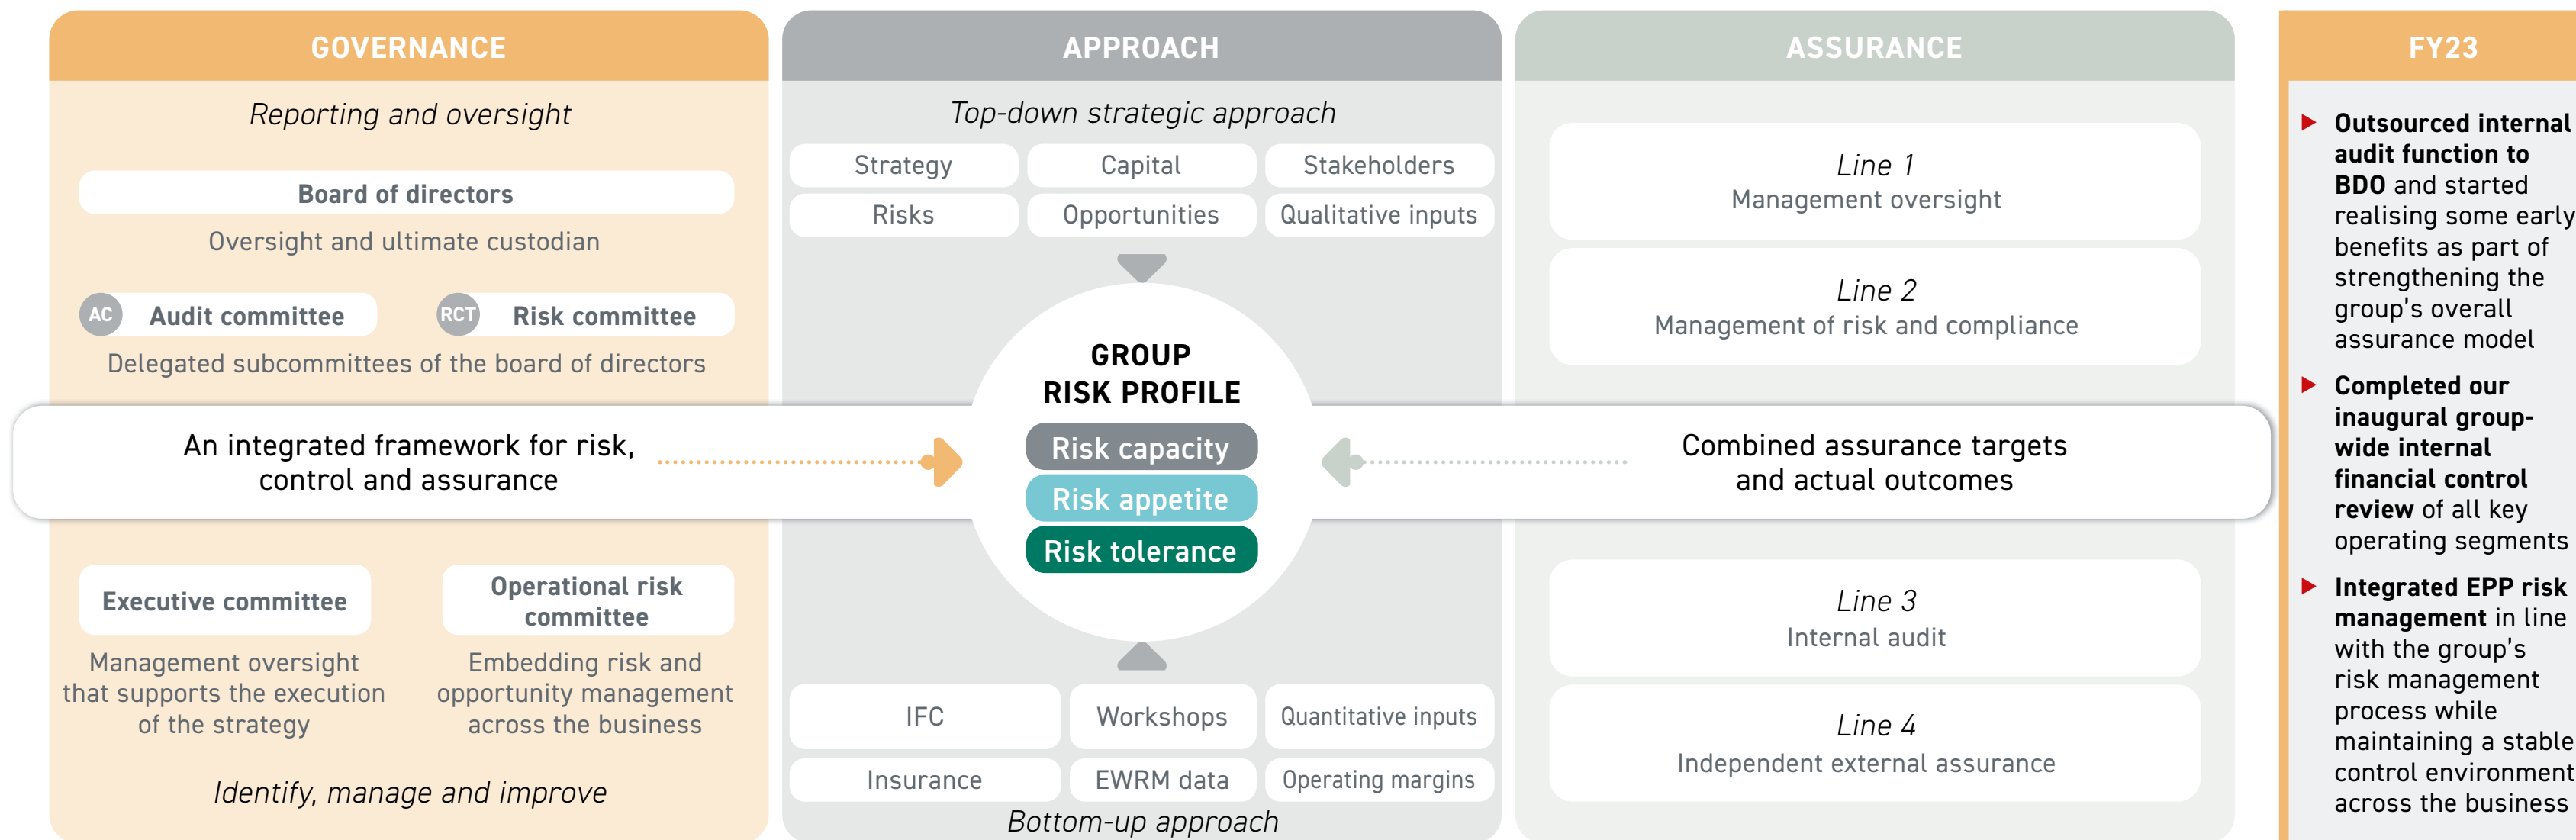 GOVERNANCE
Reporting and oversight
Board of directors
Oversight and ultimate custodian
AC Audit committee
RCT Risk committee
Delegated subcommittees of the board of directors
An integrated framework for risk,
control and assurance
Executive committee
Management oversight
that supports the execution
of the strategy
Operational risk
committee
Embedding risk and
opportunity management
across the business
Identify, manage and improve
APPROACH
Top-down strategic approach
Strategy
Capital
Stakeholders
Risks
Opportunities
Qualitative inputs
GROUP
RISK PROFILE
Risk capacity
Risk appetite
Risk tolerance
IFC
Workshops
Quantitative inputs
Insurance
EWRM data
Operating margins
Bottom-up approach
ASSURANCE
Line 1
Management oversight
Line 2
Management of risk and compliance
Combined assurance targets
and actual outcomes
Line 3
Internal audit
Line 4
Independent external assurance
FY23
Outsourced internal
audit function to
BDO and started
realising some early
benefits as part of
strengthening the
group's overall
assurance model
Completed our
inaugural group-
wide internal
financial control
review of all key
operating segments
Integrated EPP risk
management in line
with the group's
risk management
process while
maintaining a stable
control environment
across the business